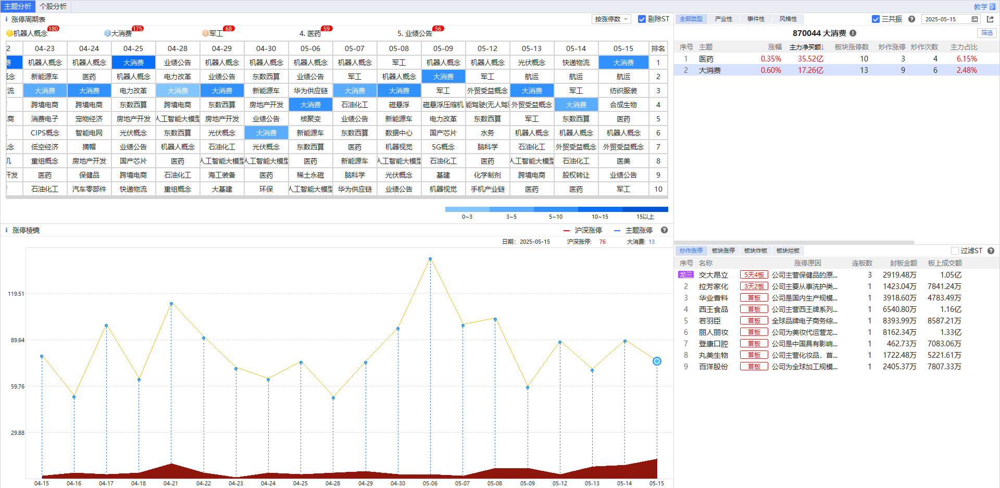 主题分析 个股分析 教学
涨停周期表 按涨停数 剔除ST
1 机器人概念 180 2 大消费 175 3 军工 68 4. 医药 59 5. 业绩公告 56
2 04-23 04-24 04-25 04-28 04-29 04-30 05-06 05-07 05-08 05-09 05-12 05-13 05-14 05-15 排名
费 机器人概念 机器人概念 大消费 业绩公告 机器人概念 机器人概念 机器人概念 机器人概念 军工 机器人概念 机器人概念 光伏概念 快递物流 大消费 1
念 新能源车 医药 机器人概念 电力改革 业绩公告 东数西算 业绩公告 军工 机器人概念 大消费 军工 航运 航运 航运 2
流 大消费 大消费 电力改革 大消费 大消费 新能源车 华为供应链 大消费 大消费 军工 外贸受益概念 大消费 军工 纺织服装 3
跨境电商 跨境电商 东数西算 跨境电商 东数西算 房地产开发 大消费 石油化工 磁悬浮 磁悬浮压缩机 能驾驶(无人驾 外贸受益概念 大消费 合成生物 4
商 消费电子 宠物经济 房地产开发 人工智能大模型 房地产开发 业绩公告 核聚变 业绩公告 新能源车 电力改革 东数西算 军工 东数西算 医药 5
CIPS概念 智能电网 光伏概念 东数西算 光伏概念 大消费 新能源车 东数西算 数据中心 国产芯片 水务 机器人概念 机器人概念 机器人概念 6
念 低空经济 摘帽 业绩公告 机器人概念 石油化工 光伏概念 东数西算 医药 机器视觉 5G概念 脑科学 石油化工 外贸受益概念 外贸受益概念 7
机 重组概念 房地产开发 国产芯片 医药 人工智能大模型 人工智能大模型 医药 新能源车 人工智能大模型 石油化工 医药 人工智能大模型 石油化工 医美 8
开发 医药 保健品 跨境电商 石油化工 海工装备 医药 稀土永磁 脑科学 光伏概念 基建 化学制剂 跨境电商 股权转让 业绩公告 9
石油化工 汽车零部件 快递物流 重组概念 大基建 环保 人工智能大模型 华为供应链 业绩公告 机器视觉 手机产业链 医药 医药 军工 10
0~3 3~5 5~10 10~15 15以上
涨停棱镜 沪深涨停 主题涨停 ?
日期: 2025-05-15 沪深涨停: 76 大消费: 13
119.51
89.64
59.76
29.88
04-15 04-16 04-17 04-18 04-21 04-22 04-23 04-24 04-25 04-28 04-29 04-30 05-06 05-07 05-08 05-09 05-12 05-13 05-14 05-15
全部类型 产业性 事件性 风格性 三共振 ? 2025-05-15
870044 大消费 ! 筛选
序号 主题 涨幅 主力净买额↓ 板块涨停数 炒作涨停 炒作次数 主力占比
1 医药 0.35% 35.52亿 10 3 4 6.15%
2 大消费 0.60% 17.26亿 13 9 6 2.48%
炒作涨停 板块涨停 板块炸板 板块烂板 过滤ST ?
序号 名称 涨停原因 连板数 封板金额 板上成交额
龙三 交大昂立 5天4板 公司主营保健品的原... 3 2919.48万 1.05亿
2 拉芳家化 3天2板 公司主要从事洗护类... 1 1423.04万 7841.24万
3 华业香料 首板 公司是国内生产规模... 1 3918.60万 4783.49万
4 西王食品 首板 公司主营西王牌系列... 1 6540.80万 1.16亿
5 若羽臣 首板 全球品牌电子商务综... 1 8393.99万 8587.21万
6 丽人丽妆 首板 公司为美妆代运营龙... 1 8162.34万 1.33亿
7 登康口腔 首板 公司是中国具有影响... 1 462.73万 7083.06万
8 丸美生物 首板 公司主营化妆品，首... 1 1722.48万 5221.61万
9 百洋股份 首板 公司为全球加工规模... 1 2405.37万 7807.33万